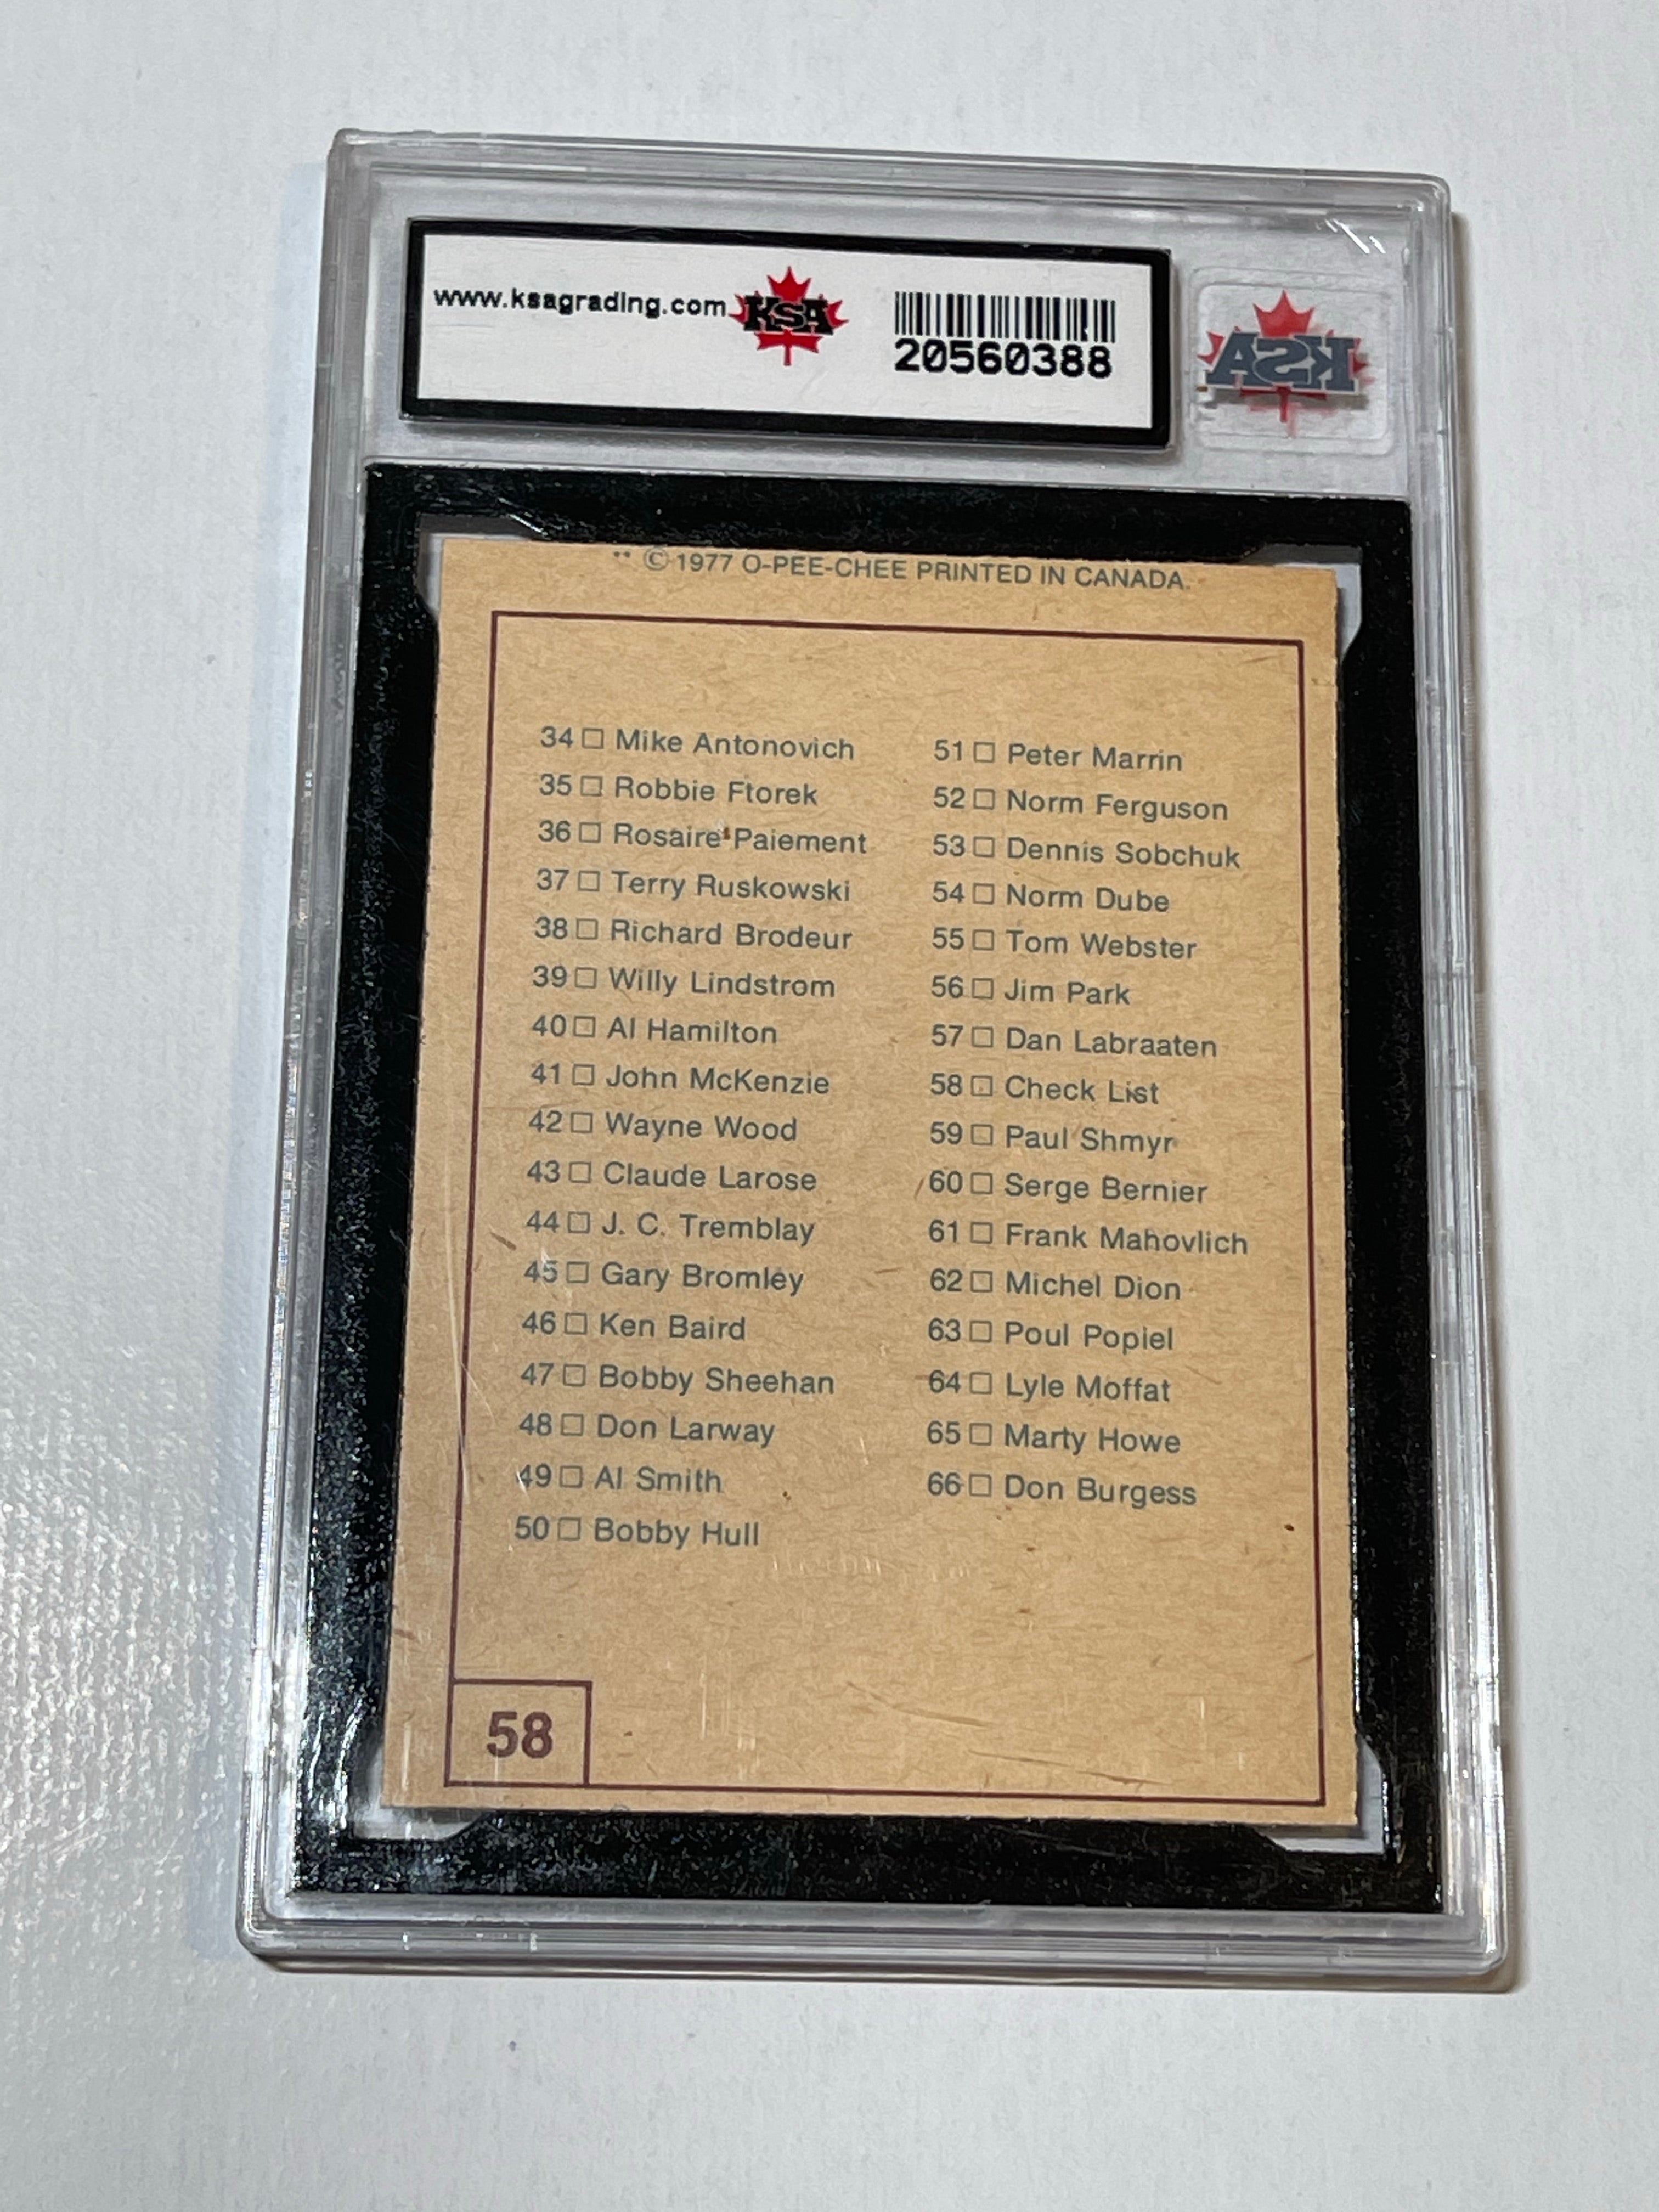 www.ksagrading.com KSA 20560388
KSA
** © 1977 O-PEE-CHEE PRINTED IN CANADA.
34 □ Mike Antonovich
35 □ Robbie Ftorek
36 □ Rosaire Paiement
37 □ Terry Ruskowski
38 □ Richard Brodeur
39 □ Willy Lindstrom
40 □ Al Hamilton
41 □ John McKenzie
42 □ Wayne Wood
43 □ Claude Larose
44 □ J. C. Tremblay
45 □ Gary Bromley
46 □ Ken Baird
47 □ Bobby Sheehan
48 □ Don Larway
49 □ Al Smith
50 □ Bobby Hull
51 □ Peter Marrin
52 □ Norm Ferguson
53 □ Dennis Sobchuk
54 □ Norm Dube
55 □ Tom Webster
56 □ Jim Park
57 □ Dan Labraaten
58 □ Check List
59 □ Paul Shmyr
60 □ Serge Bernier
61 □ Frank Mahovlich
62 □ Michel Dion
63 □ Poul Popiel
64 □ Lyle Moffat
65 □ Marty Howe
66 □ Don Burgess
58